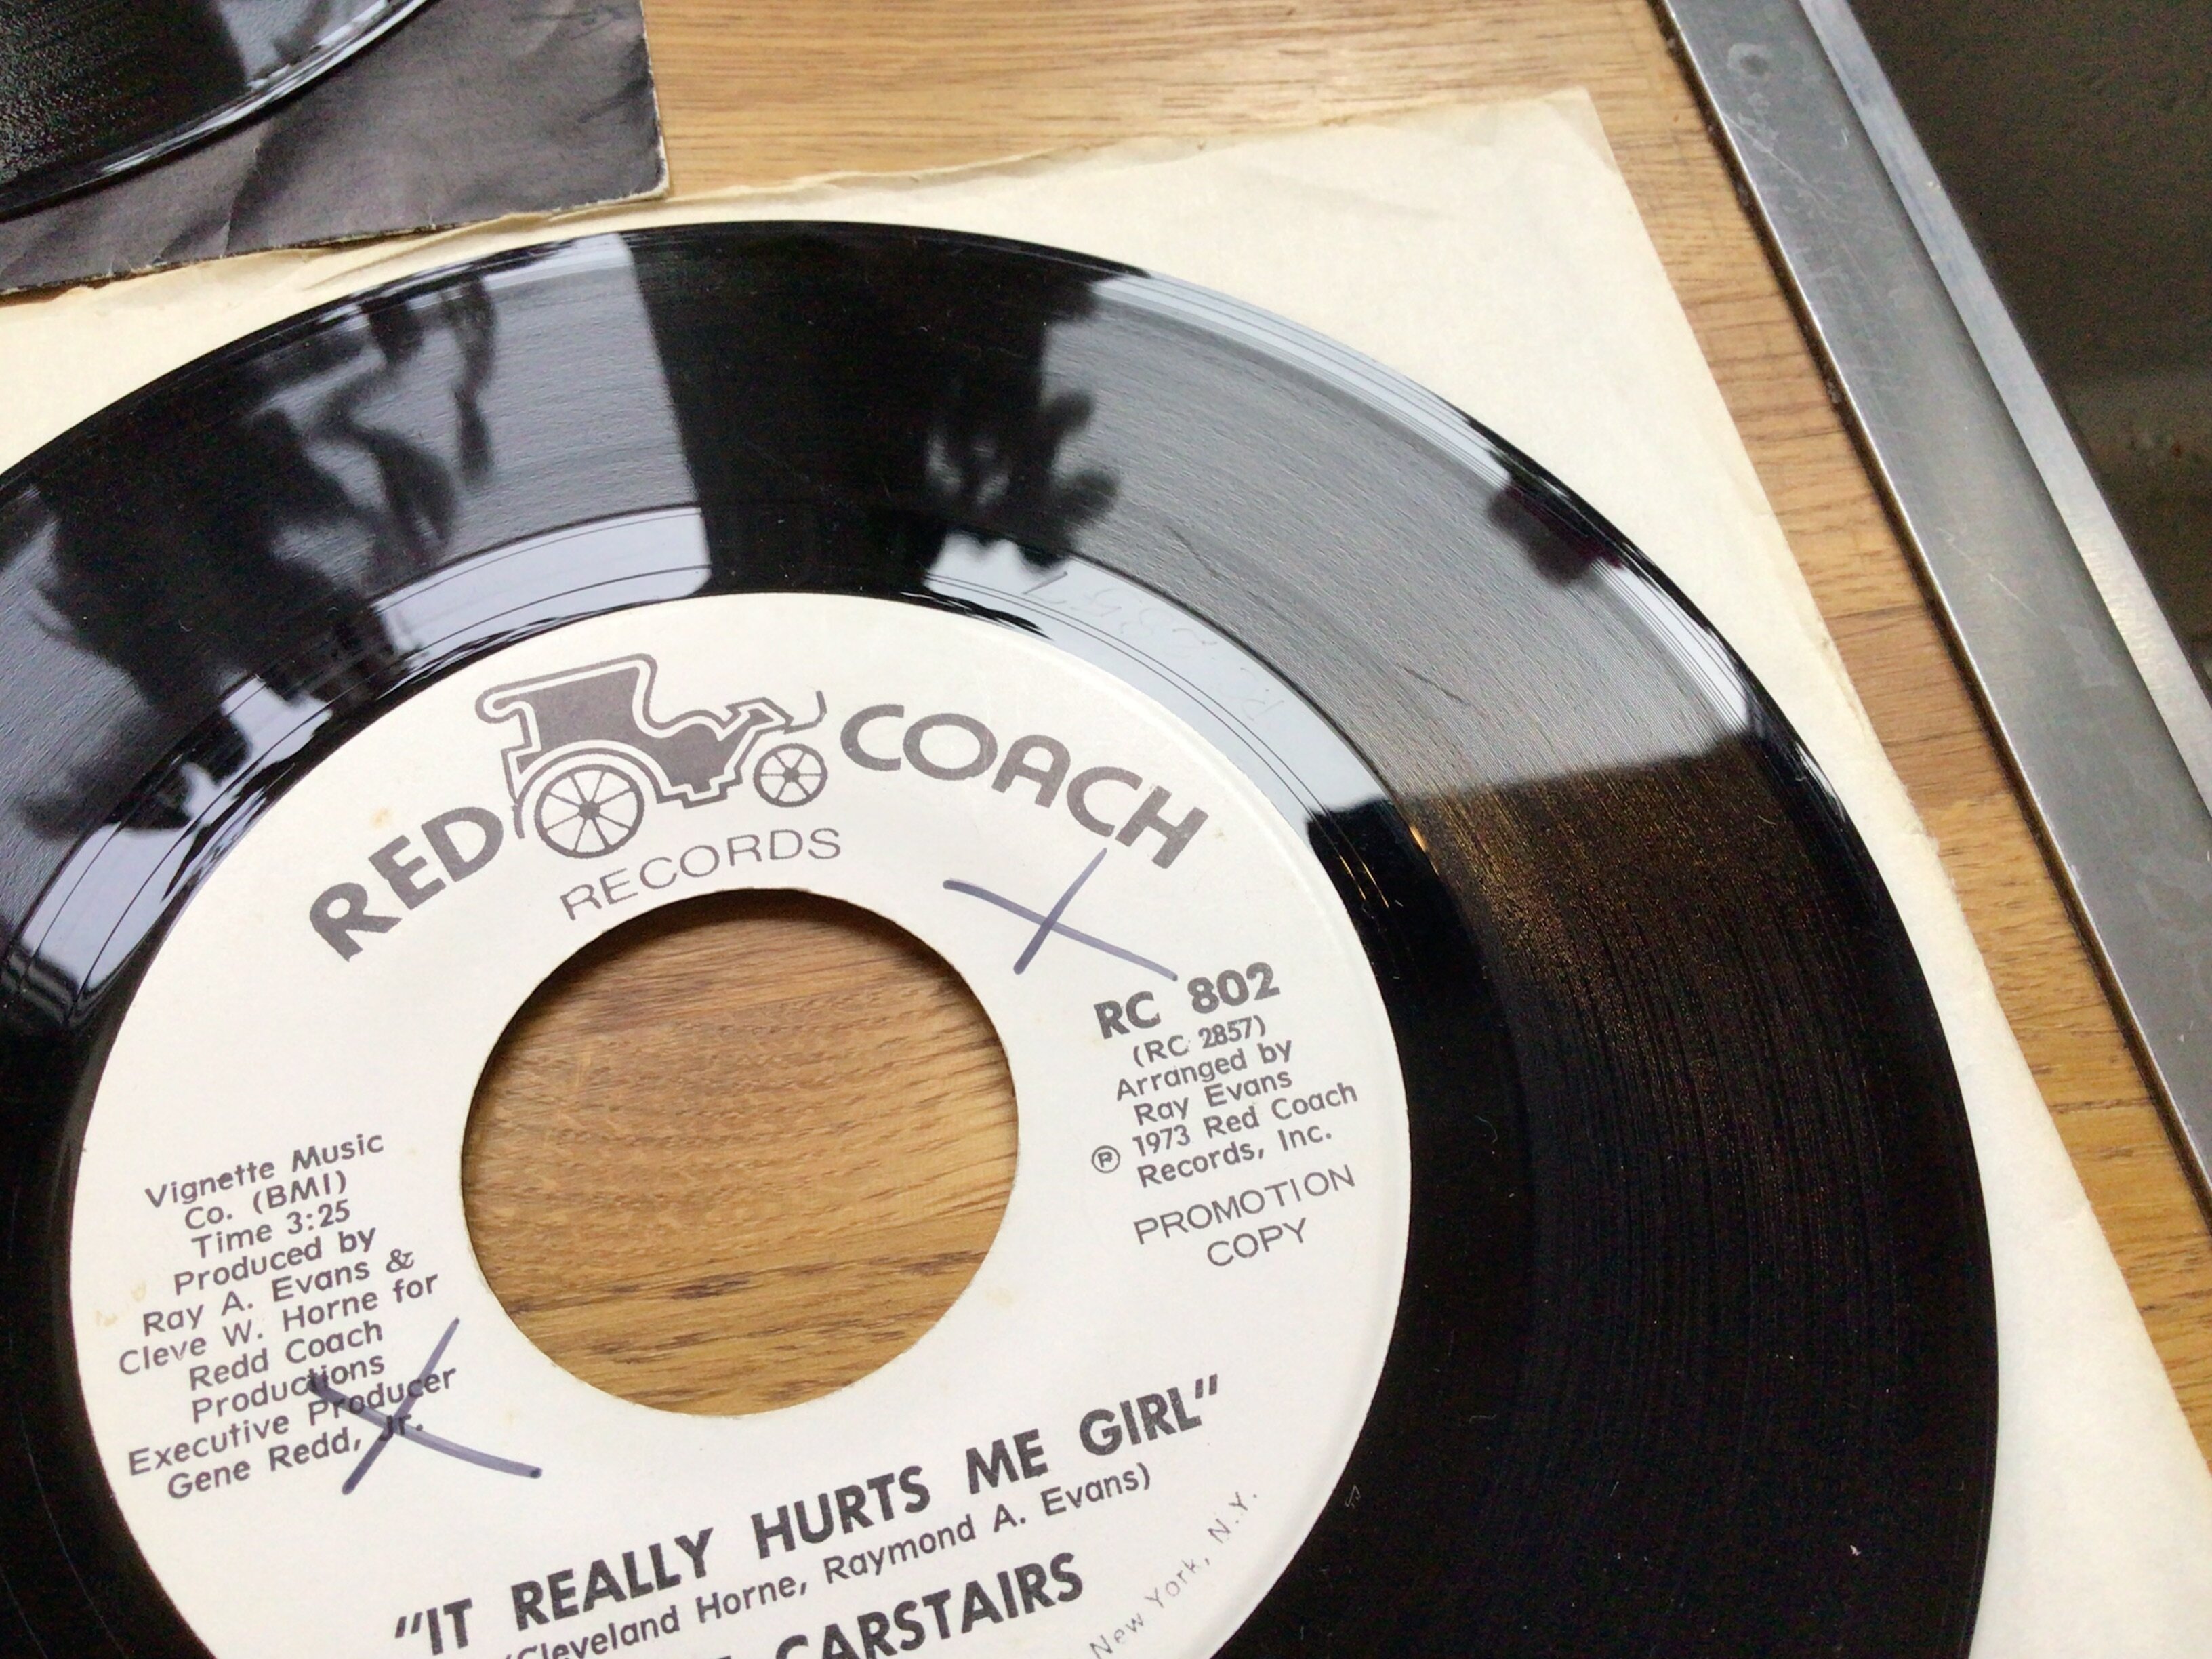 RED COACH
RECORDS
RC 802
(RC 2857)
Arranged by
Ray Evans
℗ 1973 Red Coach
Records, Inc.
PROMOTION
COPY
Vignette Music
Co. (BMI)
Time 3:25
Produced by
Ray A. Evans &
Cleve W. Horne for
Redd Coach
Productions
Executive Producer
Gene Redd, Jr.
"IT REALLY HURTS ME GIRL"
(Cleveland Horne, Raymond A. Evans)
CARSTAIRS
New York, N.Y.